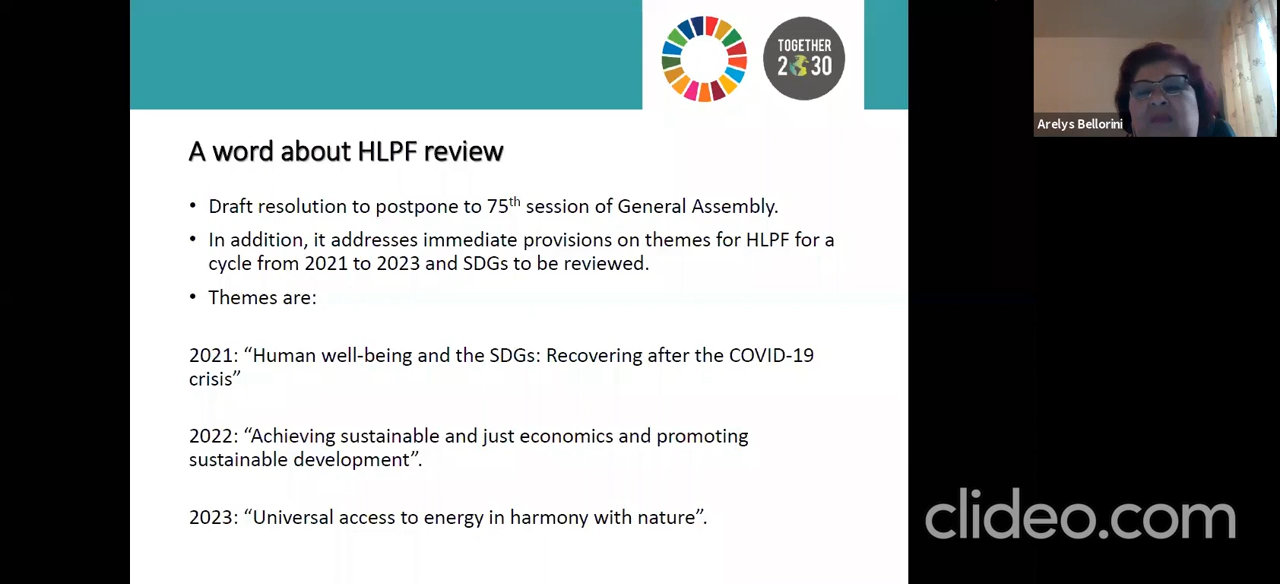 TOGETHER
2030
Arelys Bellorini
A word about HLPF review
• Draft resolution to postpone to 75th session of General Assembly.
• In addition, it addresses immediate provisions on themes for HLPF for a
cycle from 2021 to 2023 and SDGs to be reviewed.
• Themes are:
2021: “Human well-being and the SDGs: Recovering after the COVID-19
crisis”
2022: “Achieving sustainable and just economics and promoting
sustainable development”.
2023: “Universal access to energy in harmony with nature”.
clideo.com